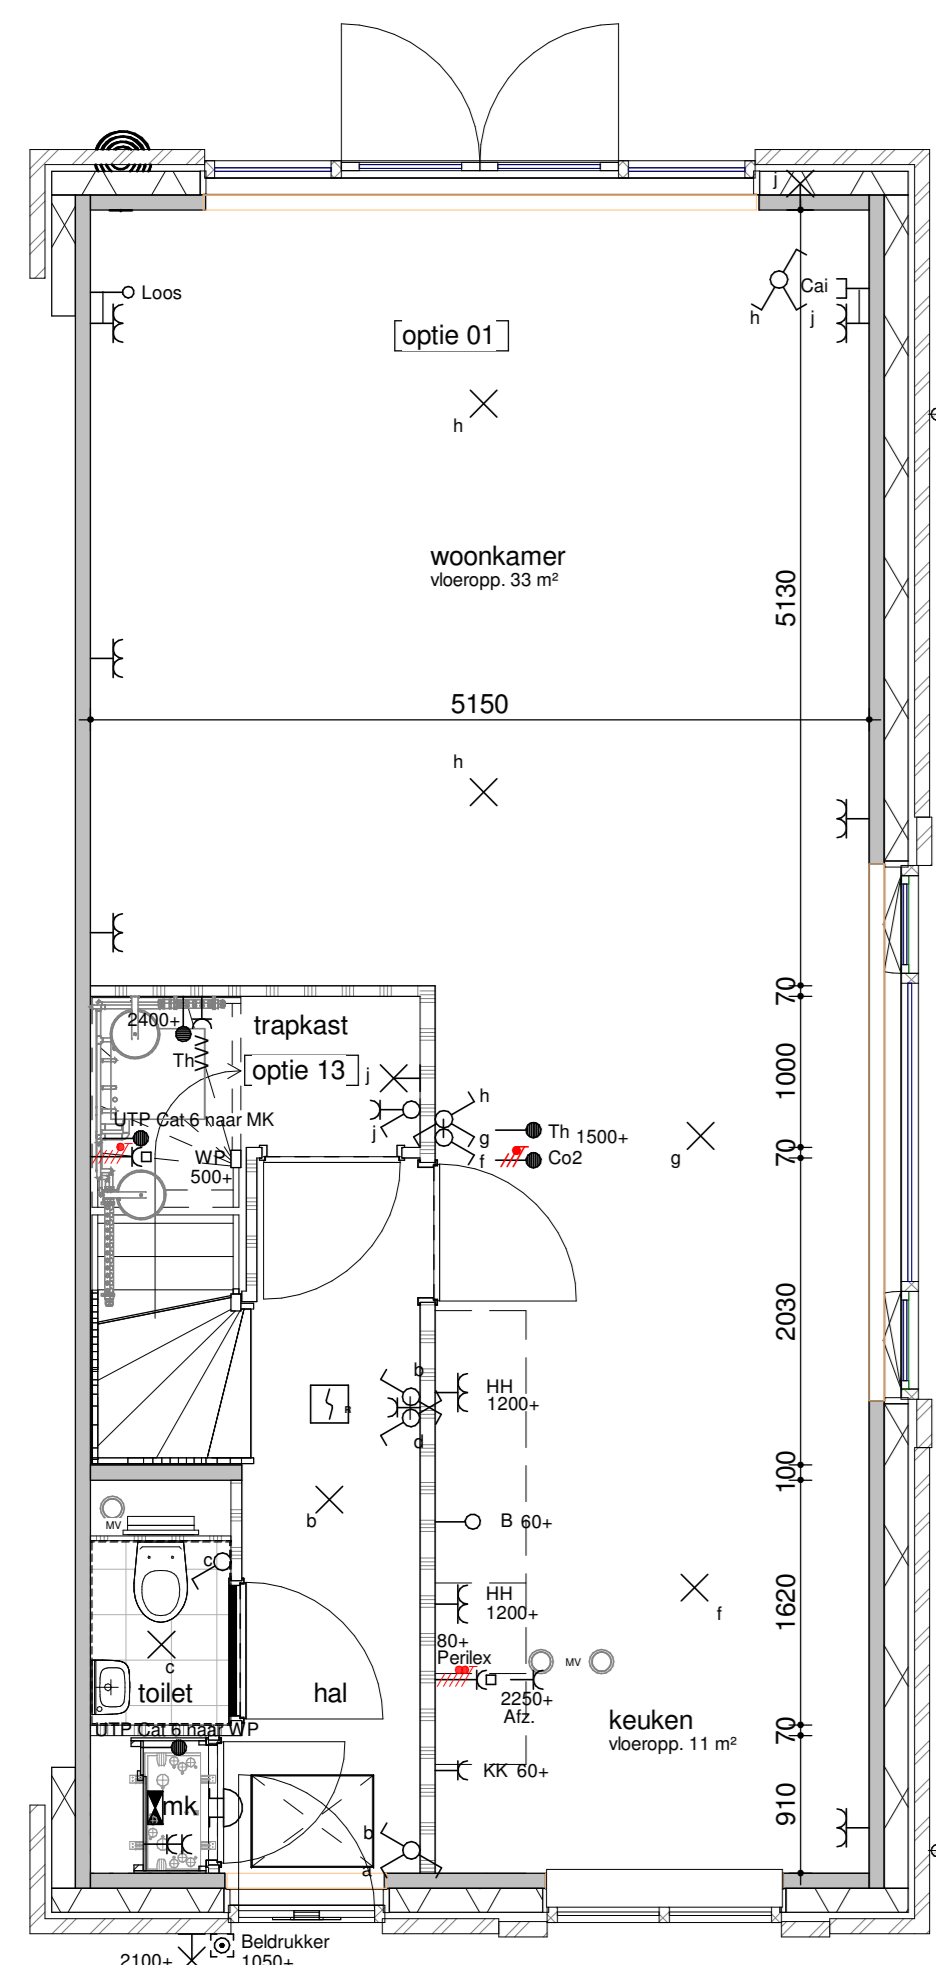 j
Loos
Cai
h
j
[optie 01]
h
woonkamer
vloeropp. 33 m²
5130
5150
h
70
2400+
trapkast
Th
[optie 13]
j
1000
UTP Cat 6 naar MK
j
h
g
f
Th 1500+
Co2
g
70
WP
500+
2030
b
HH
1200+
R
d
100
b
B 60+
MV
c
HH
1200+
f
1620
80+
Perilex
MV
c
toilet
hal
2250+
Afz.
keuken
vloeropp. 11 m²
70
UTP Cat 6 naar WP
KK 60+
mk
b
a
910
Beldrukker
2100+
1050+